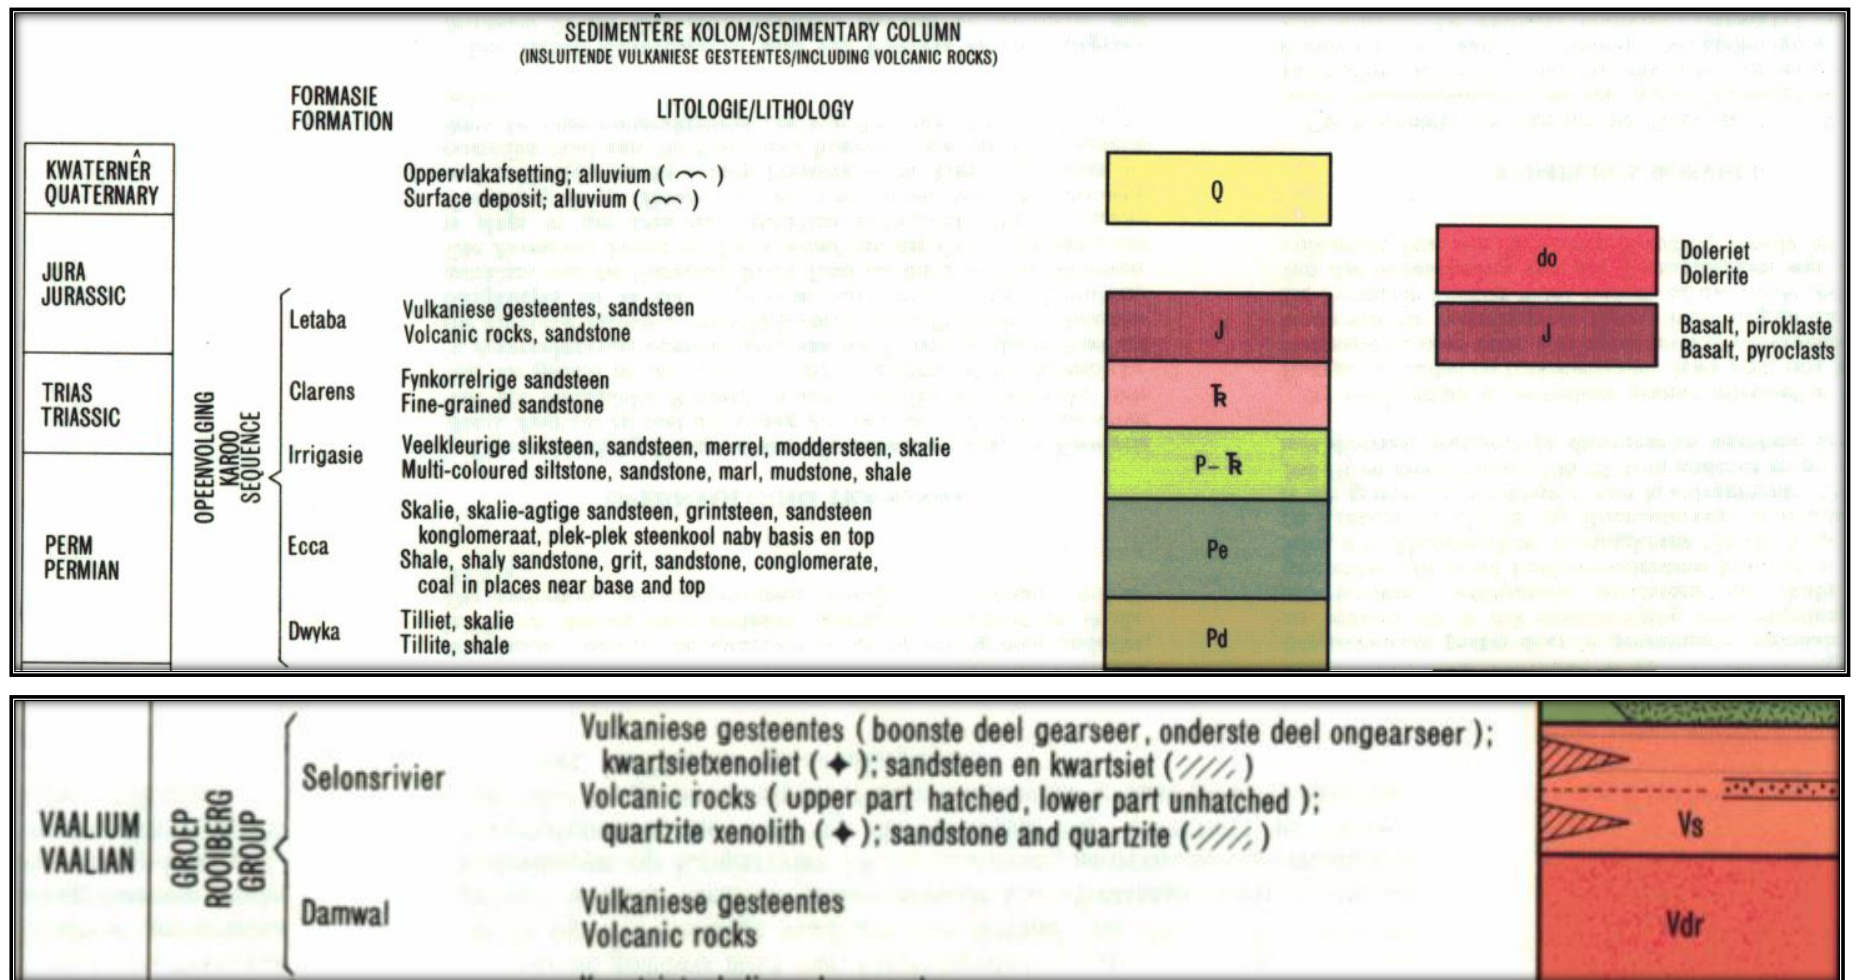 SEDIMENTÊRE KOLOM/SEDIMENTARY COLUMN
(INSLUITENDE VULKANIESE GESTEENTES/INCLUDING VOLCANIC ROCKS)
FORMASIE
FORMATION
LITOLOGIE/LITHOLOGY
KWATERNÊR
QUATERNARY
Oppervlakafsetting; alluvium ( )
Surface deposit; alluvium ( )
Q
JURA
JURASSIC
do
Doleriet
Dolerite
Letaba
Vulkaniese gesteentes, sandsteen
Volcanic rocks, sandstone
J
J
Basalt, piroklaste
Basalt, pyroclasts
TRIAS
TRIASSIC
OPEENVOLGING
KAROO
SEQUENCE
Clarens
Fynkorrelrige sandsteen
Fine-grained sandstone
Ꞧ
Irrigasie
Veelkleurige sliksteen, sandsteen, merrel, moddersteen, skalie
Multi-coloured siltstone, sandstone, marl, mudstone, shale
P–Ꞧ
PERM
PERMIAN
Ecca
Skalie, skalie-agtige sandsteen, grintsteen, sandsteen
konglomeraat, plek-plek steenkool naby basis en top
Shale, shaly sandstone, grit, sandstone, conglomerate,
coal in places near base and top
Pe
Dwyka
Tilliet, skalie
Tillite, shale
Pd
VAALIUM
VAALIAN
GROEP
ROOIBERG
GROUP
Selonsrivier
Vulkaniese gesteentes ( boonste deel gearseer, onderste deel ongearseer );
kwartsietxenoliet ( ✦ ); sandsteen en kwartsiet ( )
Volcanic rocks ( upper part hatched, lower part unhatched );
quartzite xenolith ( ✦ ); sandstone and quartzite ( )
Vs
Damwal
Vulkaniese gesteentes
Volcanic rocks
Vdr